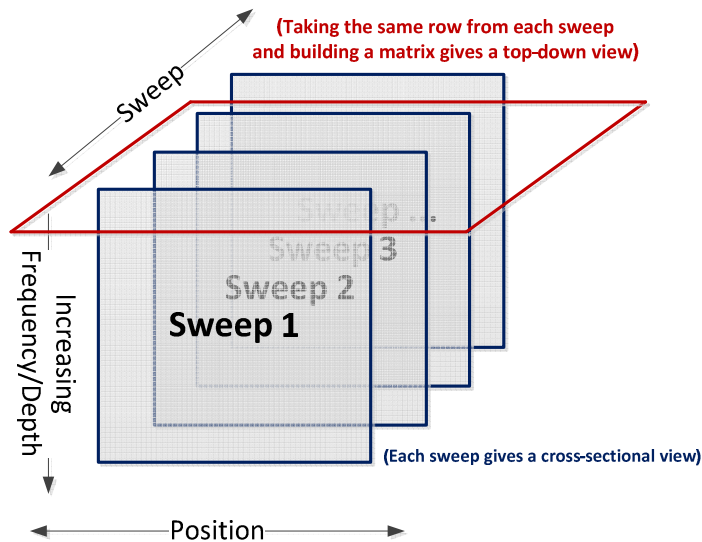 (Taking the same row from each sweep
and building a matrix gives a top-down view)
Sweep
Sweep ...
Sweep 3
Sweep 2
Sweep 1
Increasing
Frequency/Depth
(Each sweep gives a cross-sectional view)
Position